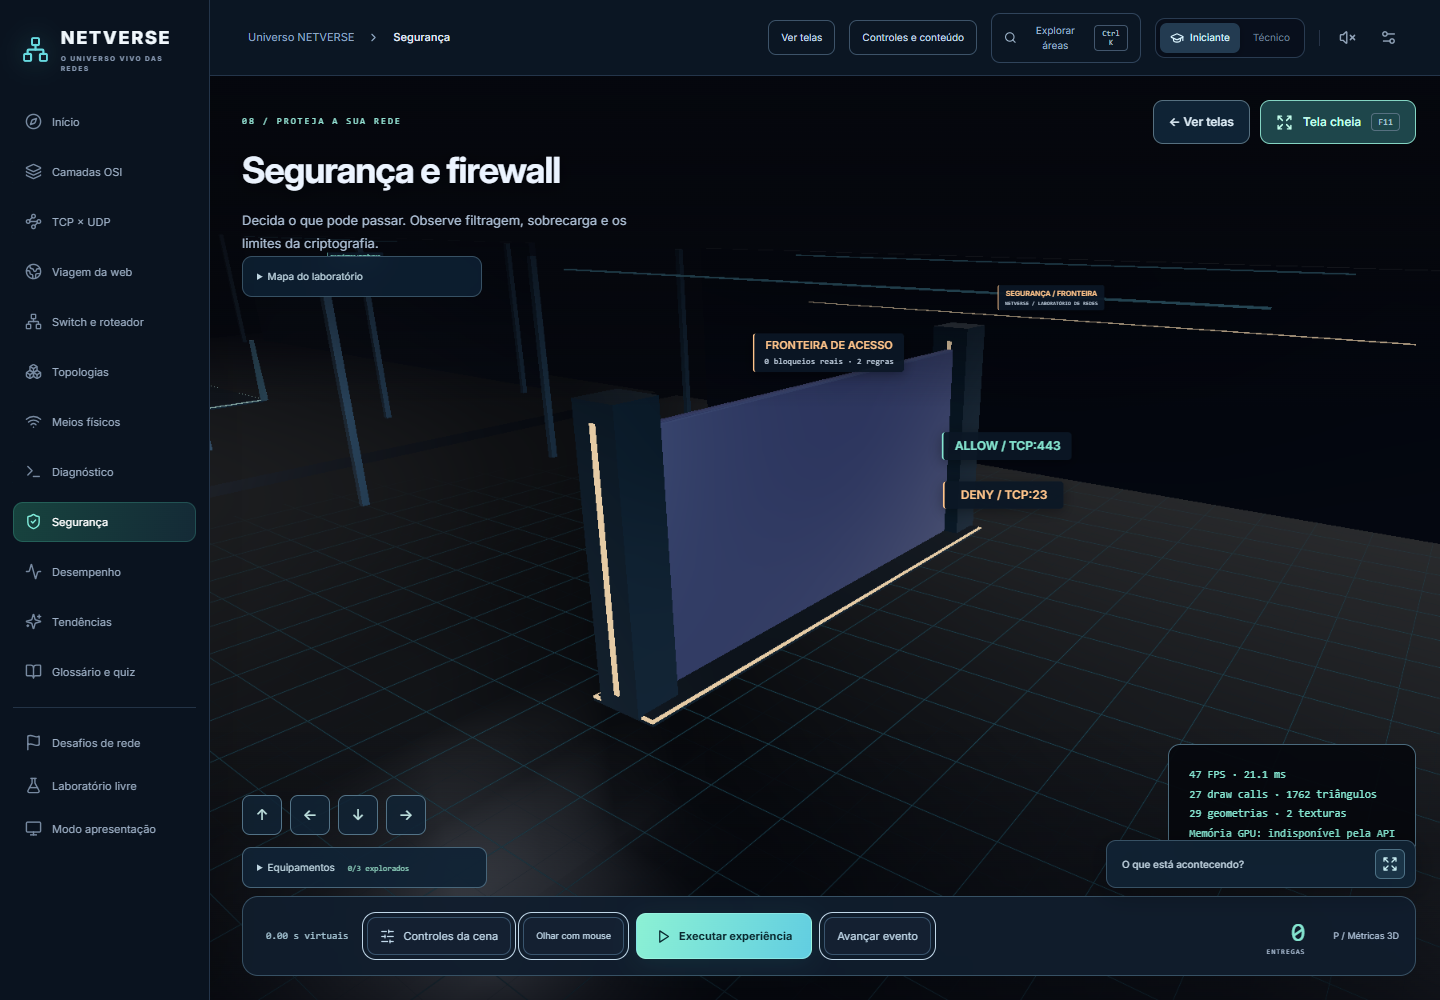 NETVERSE
O UNIVERSO VIVO DAS
REDES
Início
Camadas OSI
TCP × UDP
Viagem da web
Switch e roteador
Topologias
Meios físicos
Diagnóstico
Segurança
Desempenho
Tendências
Glossário e quiz
Desafios de rede
Laboratório livre
Modo apresentação
Universo NETVERSE > Segurança
Ver telas
Controles e conteúdo
Explorar áreas
Ctrl K
Iniciante
Técnico
08 / PROTEJA A SUA REDE
← Ver telas
Tela cheia F11
Segurança e firewall
Decida o que pode passar. Observe filtragem, sobrecarga e os
limites da criptografia.
Mapa do laboratório
SEGURANÇA / FRONTEIRA
NETVERSE / LABORATÓRIO DE REDES
FRONTEIRA DE ACESSO
0 bloqueios reais · 2 regras
ALLOW / TCP:443
DENY / TCP:23
47 FPS · 21.1 ms
27 draw calls · 1762 triângulos
29 geometrias · 2 texturas
Memória GPU: indisponível pela API
↑ ← ↓ →
Equipamentos 0/3 explorados
O que está acontecendo?
0.00 s virtuais
Controles da cena
Olhar com mouse
Executar experiência
Avançar evento
0
ENTREGAS
P / Métricas 3D